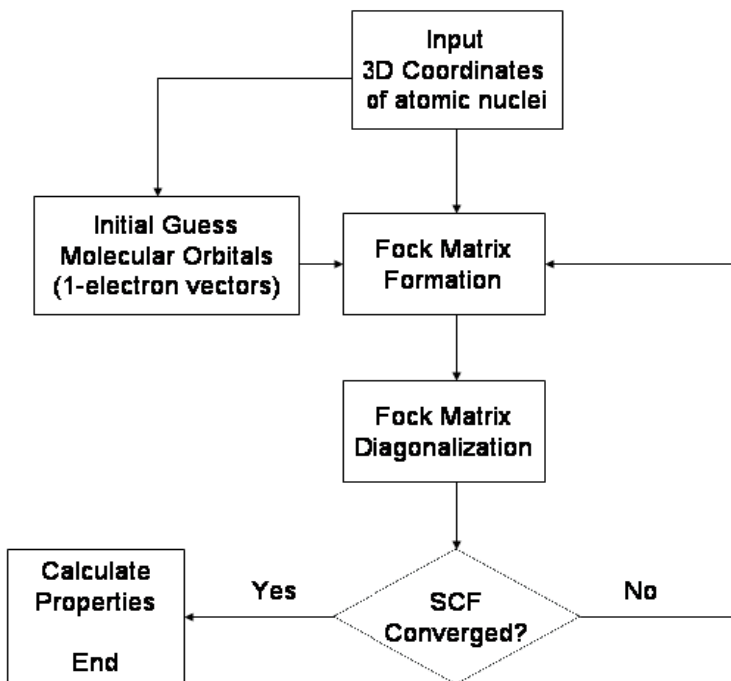 Input
3D Coordinates
of atomic nuclei
Initial Guess
Molecular Orbitals
(1-electron vectors)
Fock Matrix
Formation
Fock Matrix
Diagonalization
Calculate
Properties
End
Yes
SCF
Converged?
No